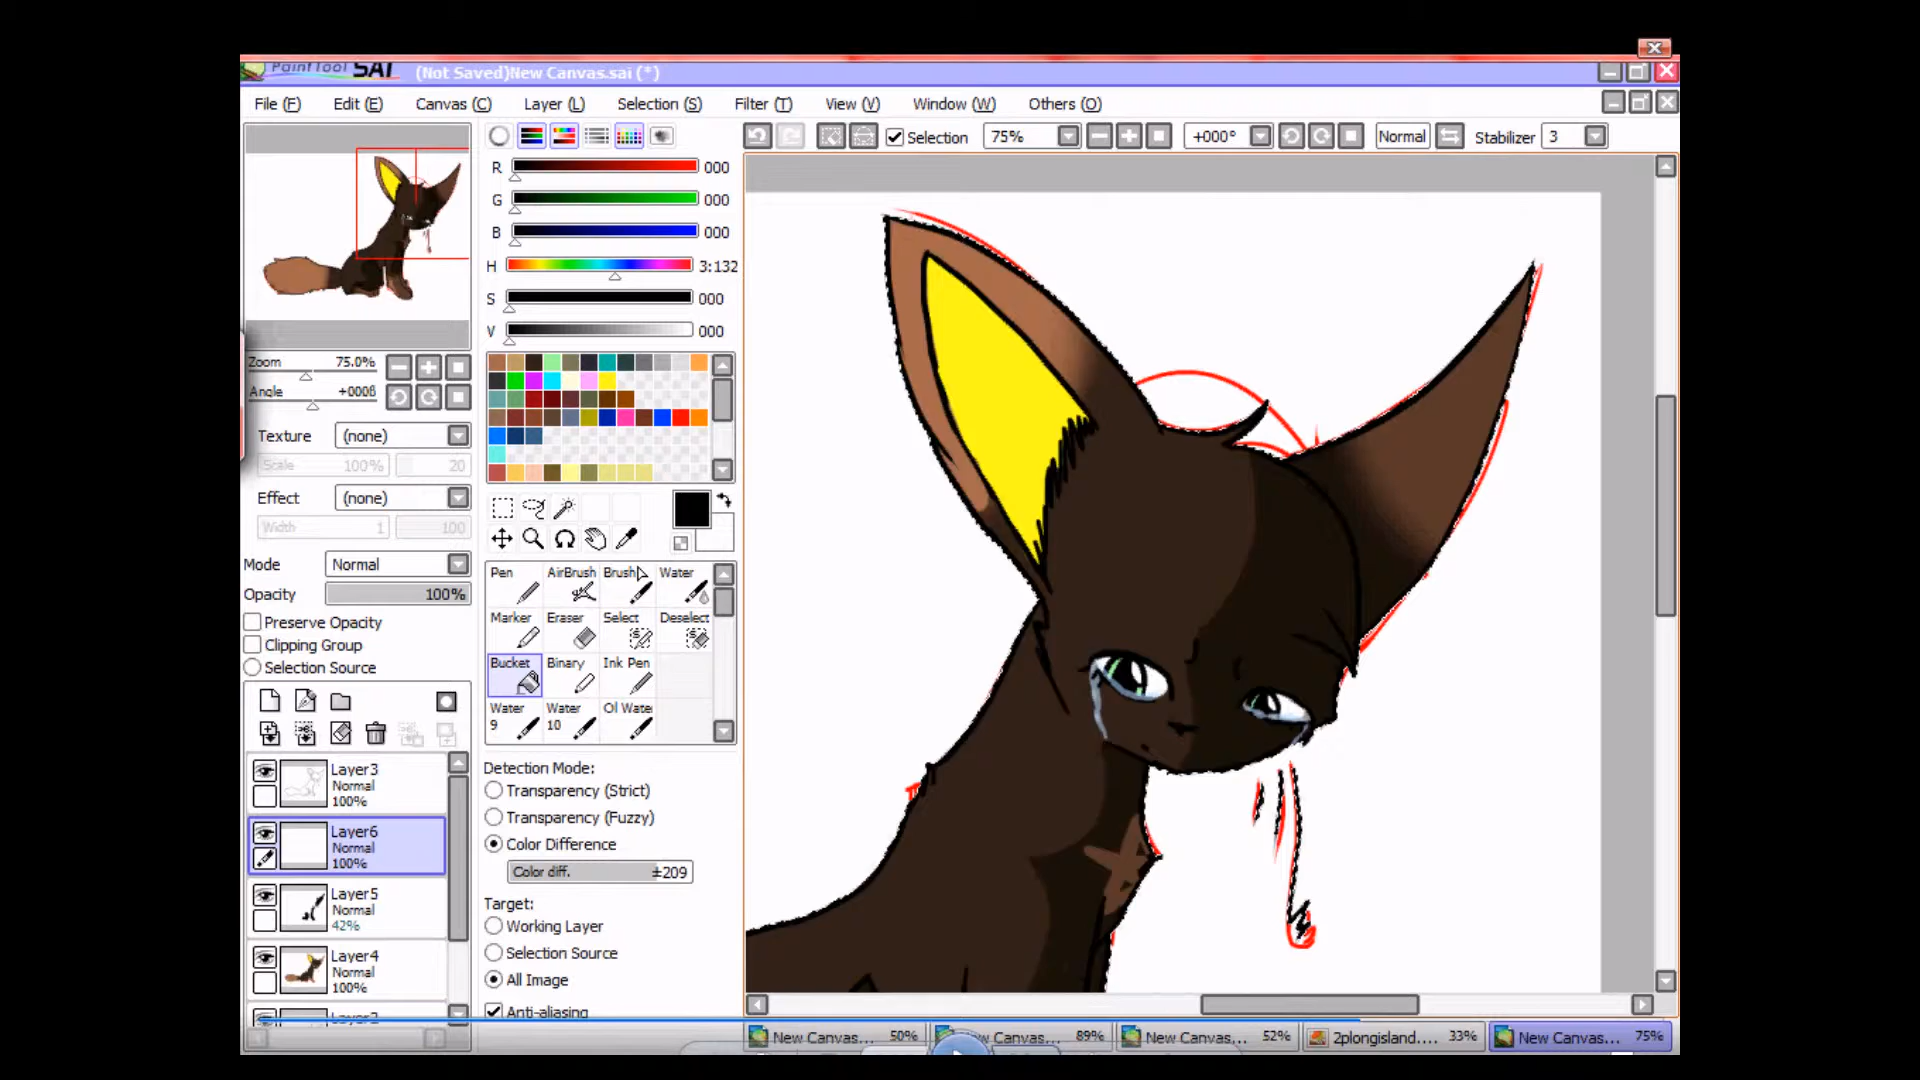 PaintTool SAI (Not Saved)New Canvas.sai (*)
File (F) Edit (E) Canvas (C) Layer (L) Selection (S) Filter (T) View (V) Window (W) Others (O)
Selection 75% +000° Normal Stabilizer 3
R 000
G 000
B 000
H 3:132
S 000
V 000
Zoom 75.0%
Angle +000ß
Texture (none)
Scale 100% 20
Effect (none)
Width 1 100
Mode Normal
Opacity 100%
Preserve Opacity
Clipping Group
Selection Source
Pen AirBrush Brush Water
Marker Eraser Select Deselect
Bucket Binary Ink Pen
Water 9 Water 10 Ol Water
Layer3
Normal
100%
Layer6
Normal
100%
Layer5
Normal
42%
Layer4
Normal
100%
Detection Mode:
Transparency (Strict)
Transparency (Fuzzy)
Color Difference
Color diff. ±209
Target:
Working Layer
Selection Source
All Image
Anti-aliasing
New Canvas... 50% Canvas... 89% New Canvas... 52% 2plongisland.... 33% New Canvas... 75%